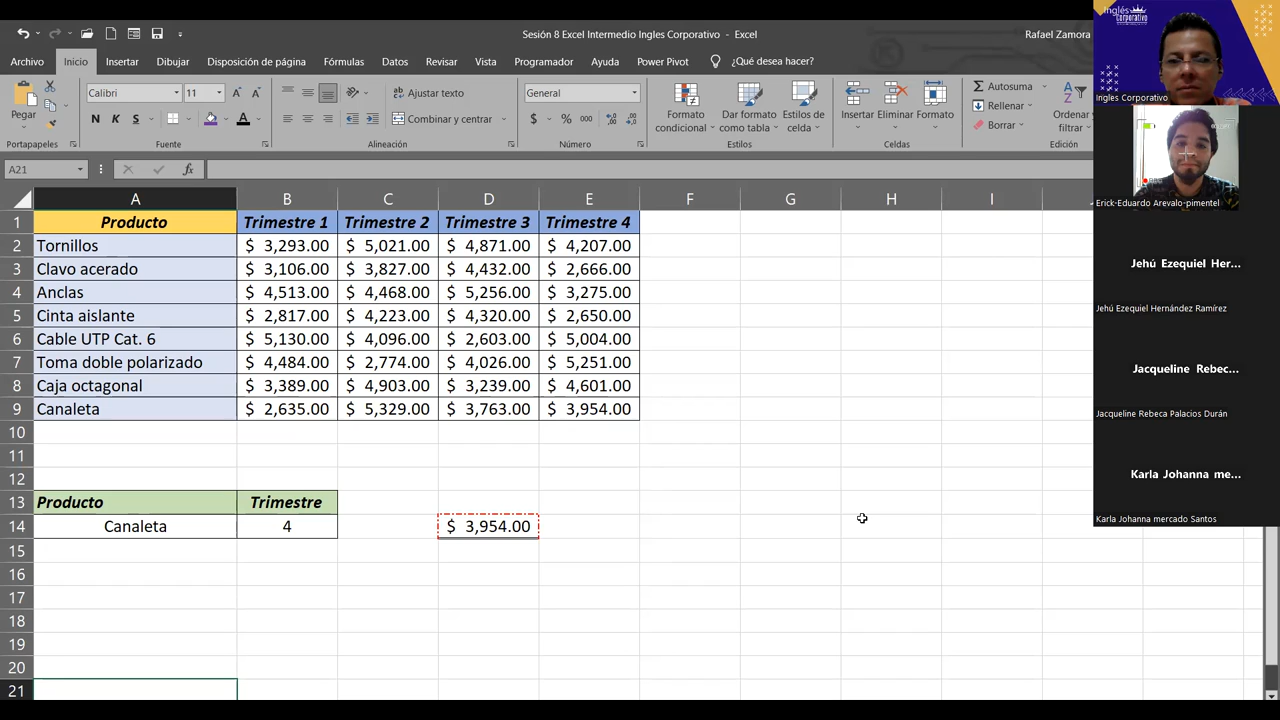 Sesión 8 Excel Intermedio Ingles Corporativo - Excel
Rafael Zamora
Archivo Inicio Insertar Dibujar Disposición de página Fórmulas Datos Revisar Vista Programador Ayuda Power Pivot ¿Qué desea hacer?
Pegar
Calibri 11
N K S
Ajustar texto
Combinar y centrar
General
$ % 000
Formato condicional
Dar formato como tabla
Estilos de celda
Insertar Eliminar Formato
Autosuma
Rellenar
Borrar
Ordenar y filtrar
Portapapeles Fuente Alineación Número Estilos Celdas Edición
A21 fx
A B C D E F G H I
1 Producto Trimestre 1 Trimestre 2 Trimestre 3 Trimestre 4
2 Tornillos $ 3,293.00 $ 5,021.00 $ 4,871.00 $ 4,207.00
3 Clavo acerado $ 3,106.00 $ 3,827.00 $ 4,432.00 $ 2,666.00
4 Anclas $ 4,513.00 $ 4,468.00 $ 5,256.00 $ 3,275.00
5 Cinta aislante $ 2,817.00 $ 4,223.00 $ 4,320.00 $ 2,650.00
6 Cable UTP Cat. 6 $ 5,130.00 $ 4,096.00 $ 2,603.00 $ 5,004.00
7 Toma doble polarizado $ 4,484.00 $ 2,774.00 $ 4,026.00 $ 5,251.00
8 Caja octagonal $ 3,389.00 $ 4,903.00 $ 3,239.00 $ 4,601.00
9 Canaleta $ 2,635.00 $ 5,329.00 $ 3,763.00 $ 3,954.00
10
11
12
13 Producto Trimestre
14 Canaleta 4 $ 3,954.00
15
16
17
18
19
20
21
Inglés Corporativo
Ingles Corporativo
Erick-Eduardo Arevalo-pimentel
Jehú Ezequiel Her...
Jehú Ezequiel Hernández Ramírez
Jacqueline Rebec...
Jacqueline Rebeca Palacios Durán
Karla Johanna me...
Karla Johanna mercado Santos